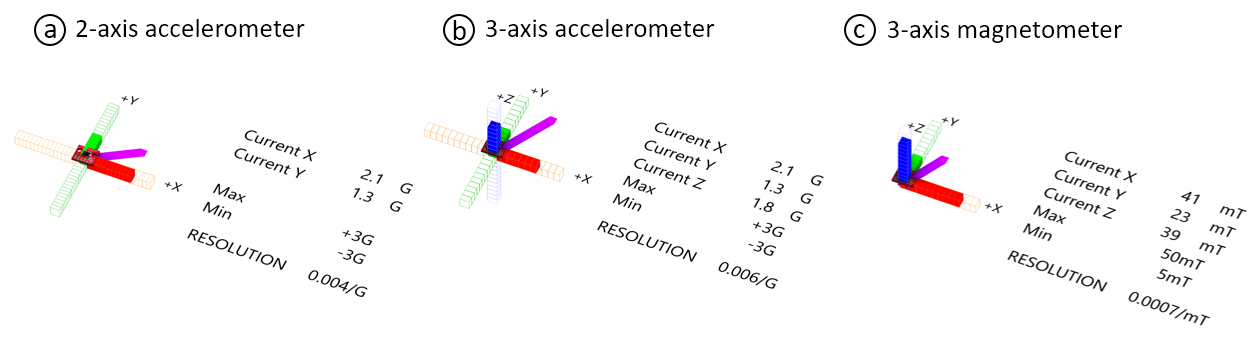 a 2-axis accelerometer
+Y
+X
Current X 2.1 G
Current Y 1.3 G
Max +3G
Min -3G
RESOLUTION 0.004/G
b 3-axis accelerometer
+Z
+Y
+X
Current X 2.1 G
Current Y 1.3 G
Current Z 1.8 G
Max +3G
Min -3G
RESOLUTION 0.006/G
c 3-axis magnetometer
+Z
+Y
+X
Current X 41 mT
Current Y 23 mT
Current Z 39 mT
Max 50mT
Min 5mT
RESOLUTION 0.0007/mT